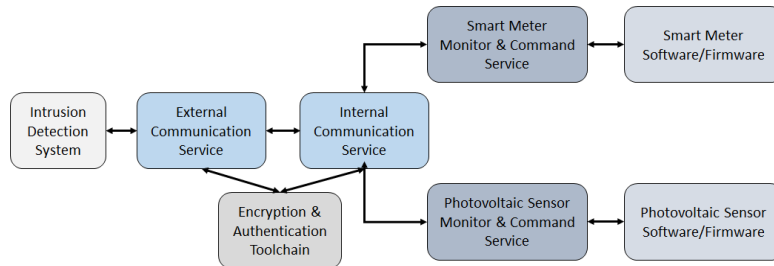 Smart Meter
Monitor & Command
Service
Smart Meter
Software/Firmware
Intrusion
Detection
System
External
Communication
Service
Internal
Communication
Service
Encryption &
Authentication
Toolchain
Photovoltaic Sensor
Monitor & Command
Service
Photovoltaic Sensor
Software/Firmware